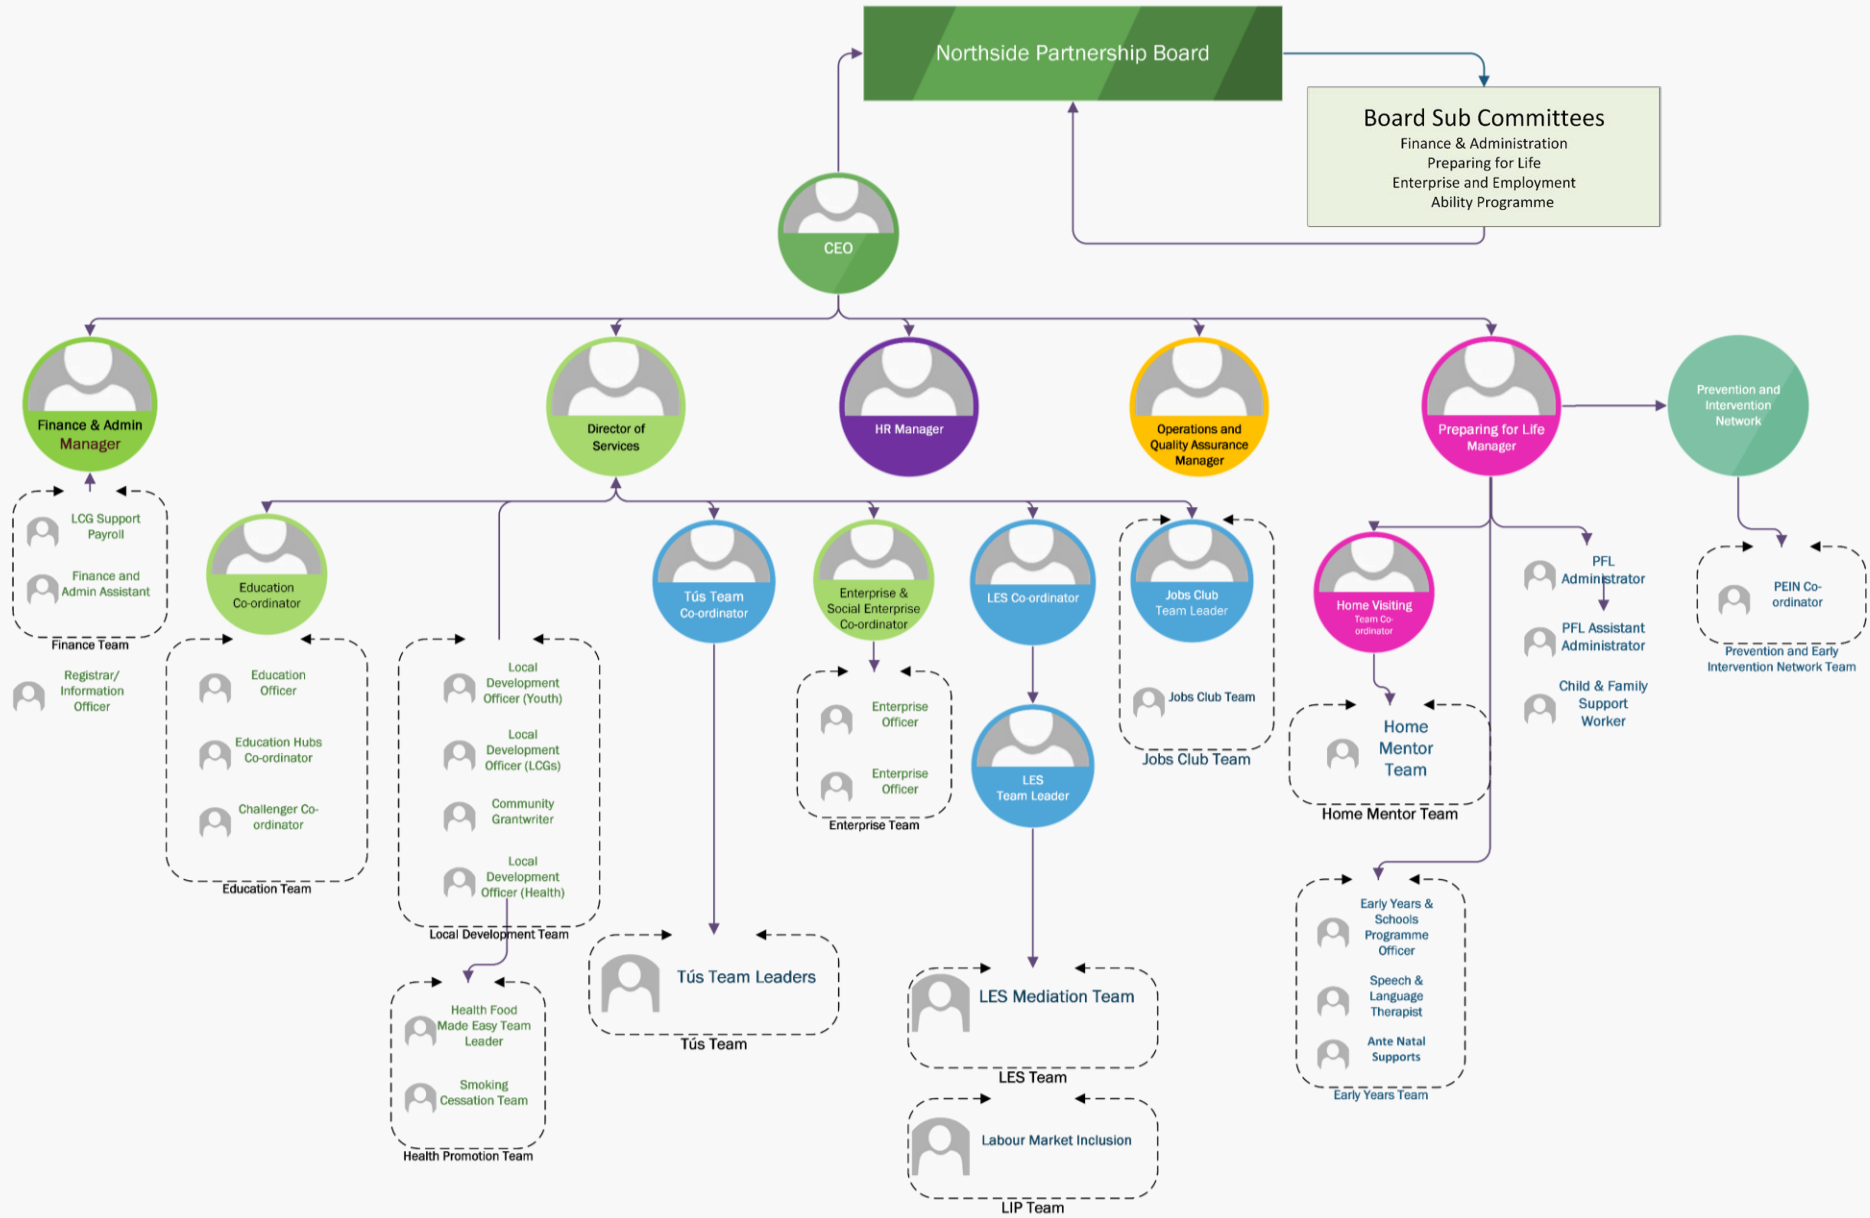 Northside Partnership Board
Board Sub Committees
Finance & Administration
Preparing for Life
Enterprise and Employment
Ability Programme
CEO
Finance & Admin
Manager
Director of
Services
HR Manager
Operations and
Quality Assurance
Manager
Preparing for Life
Manager
Prevention and
Intervention
Network
LCG Support
Payroll
Finance and
Admin Assistant
Finance Team
Registrar/
Information
Officer
Education
Co-ordinator
Education
Officer
Education Hubs
Co-ordinator
Challenger Co-
ordinator
Education Team
Local
Development
Officer (Youth)
Local
Development
Officer (LCGs)
Community
Grantwriter
Local
Development
Officer (Health)
Local Development Team
Health Food
Made Easy Team
Leader
Smoking
Cessation Team
Health Promotion Team
Tús Team
Co-ordinator
Tús Team Leaders
Tús Team
Enterprise &
Social Enterprise
Co-ordinator
Enterprise
Officer
Enterprise
Officer
Enterprise Team
LES Co-ordinator
LES
Team Leader
LES Mediation Team
LES Team
Labour Market Inclusion
LIP Team
Jobs Club
Team Leader
Jobs Club Team
Jobs Club Team
Home Visiting
Team Co-
ordinator
Home
Mentor
Team
Home Mentor Team
PFL
Administrator
PFL Assistant
Administrator
Child & Family
Support
Worker
Early Years &
Schools
Programme
Officer
Speech &
Language
Therapist
Ante Natal
Supports
Early Years Team
PEIN Co-
ordinator
Prevention and Early
Intervention Network Team